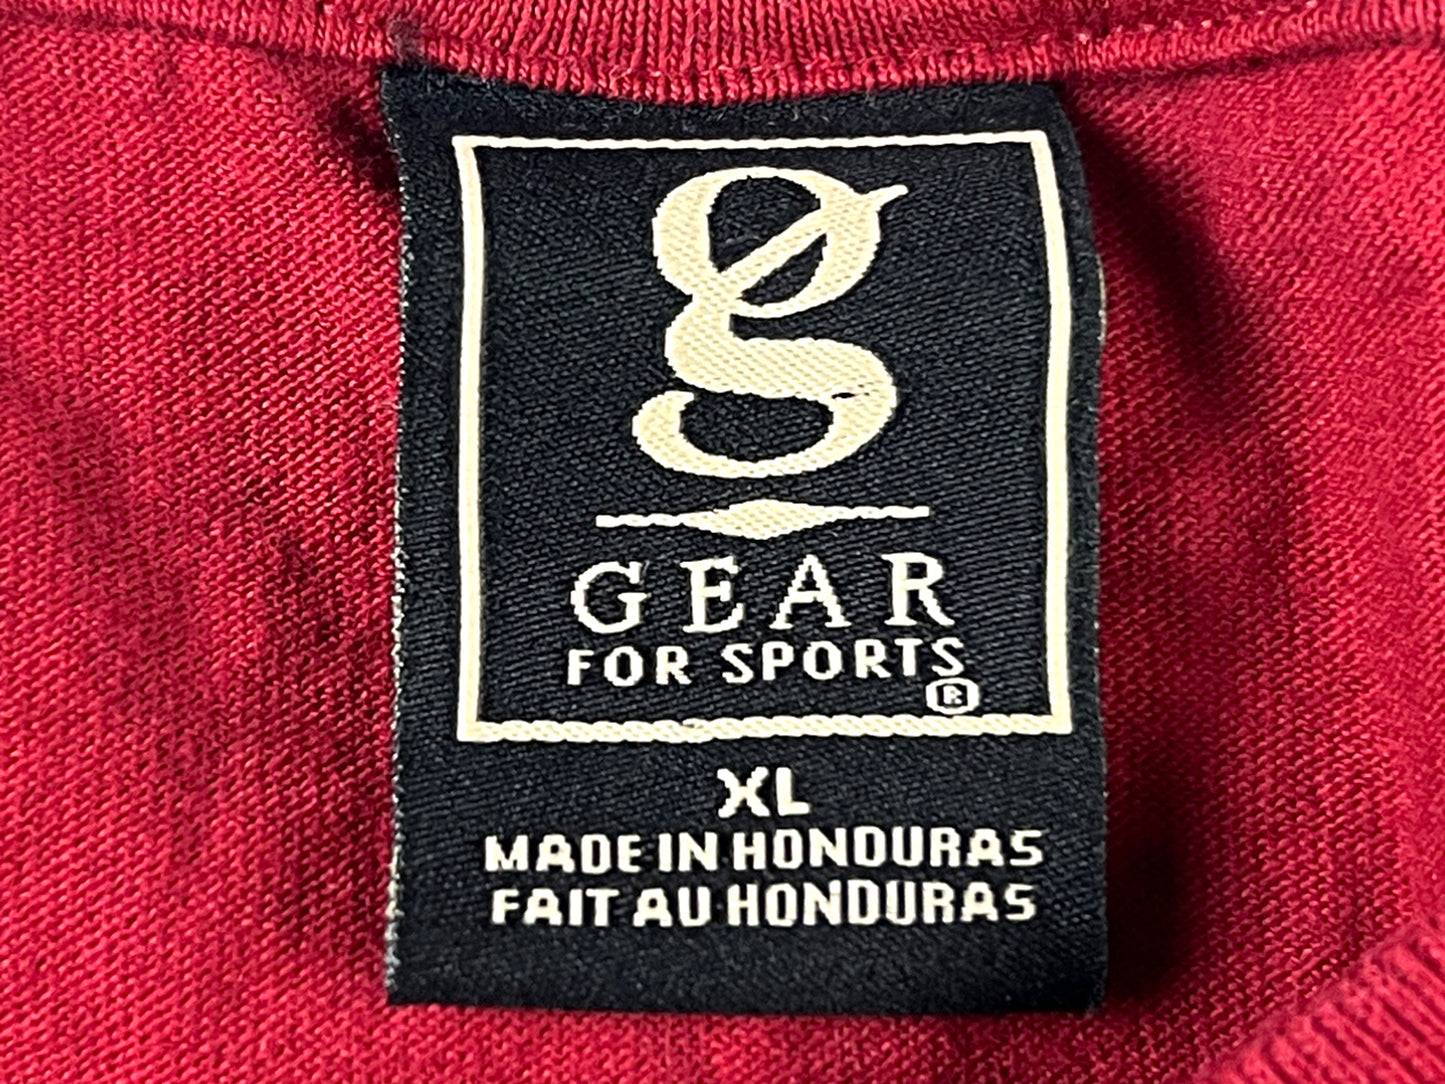 g
GEAR
FOR SPORTS
®
XL
MADE IN HONDURAS
FAIT AU HONDURAS